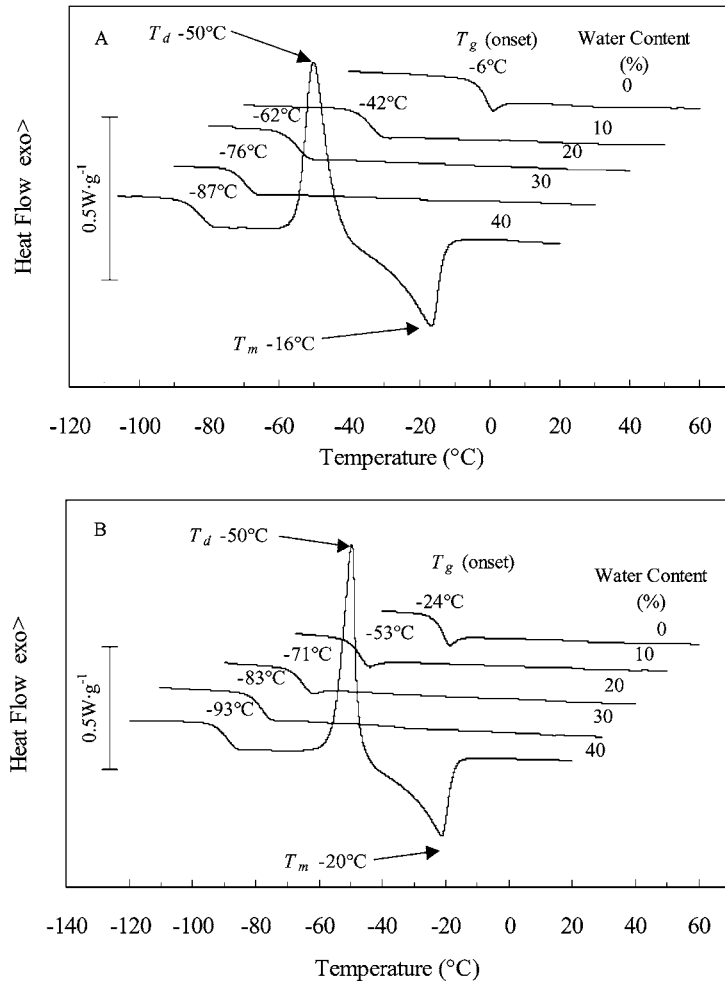 A
T_d -50°C
T_g (onset)
Water Content
(%)
-6°C
0
-42°C
10
-62°C
20
-76°C
30
-87°C
40
Heat Flow exo>
0.5W·g⁻¹
T_m -16°C
-120 -100 -80 -60 -40 -20 0 20 40 60
Temperature (°C)
B
T_d -50°C
T_g (onset)
Water Content
(%)
-24°C
0
-53°C
10
-71°C
20
-83°C
30
-93°C
40
Heat Flow exo>
0.5W·g⁻¹
T_m -20°C
-140 -120 -100 -80 -60 -40 -20 0 20 40 60
Temperature (°C)